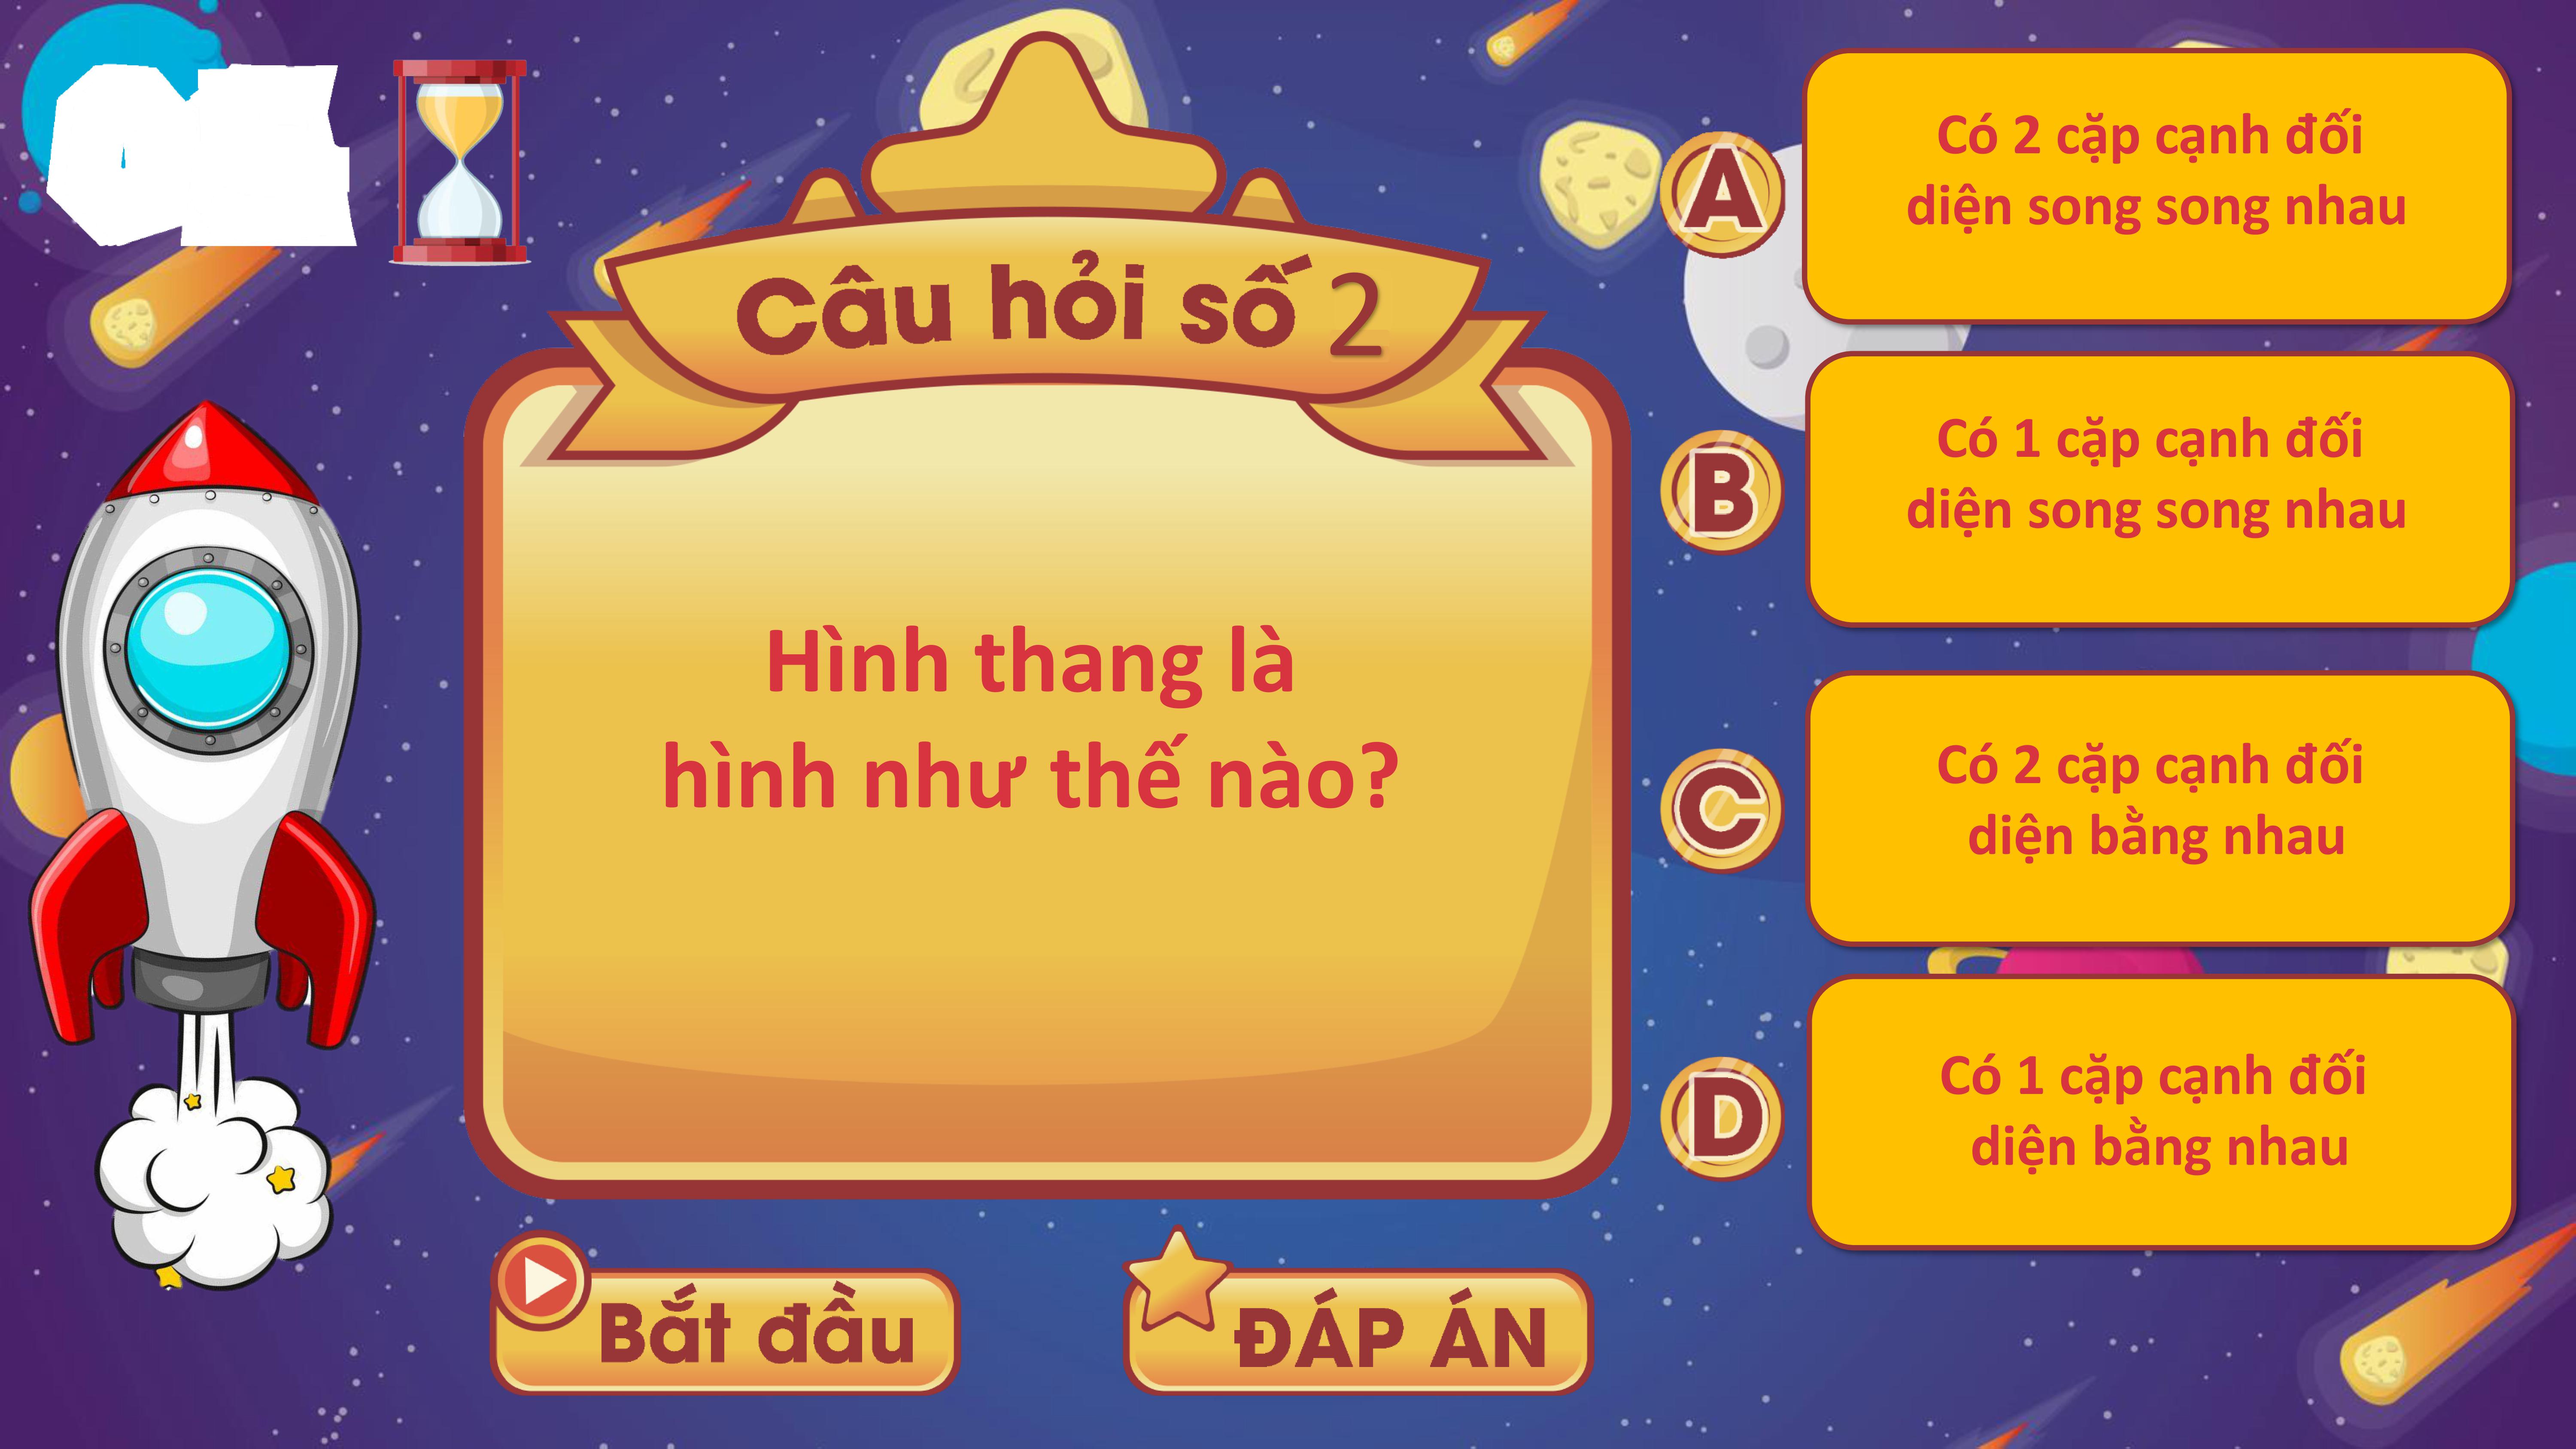 Câu hỏi số 2
Hình thang là
hình như thế nào?
A
Có 2 cặp cạnh đối
diện song song nhau
B
Có 1 cặp cạnh đối
diện song song nhau
C
Có 2 cặp cạnh đối
diện bằng nhau
D
Có 1 cặp cạnh đối
diện bằng nhau
Bắt đầu
ĐÁP ÁN